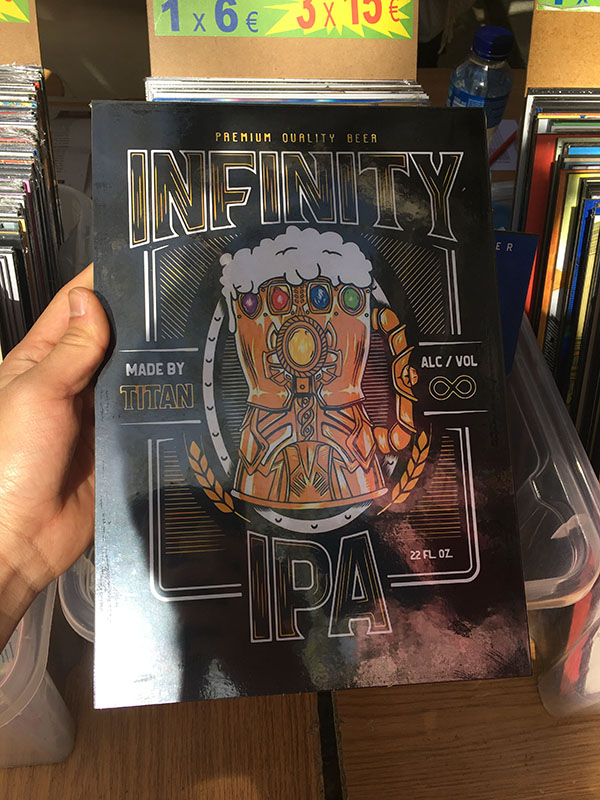 1 x 6 € 3 x 15 €
PREMIUM QUALITY BEER
INFINITY
MADE BY
TITAN
ALC / VOL
∞
22 FL. OZ.
IPA